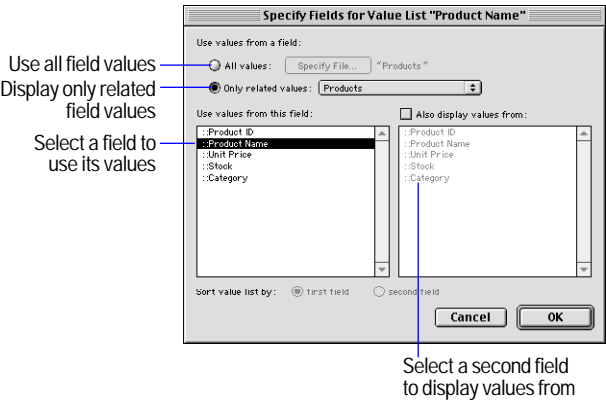 Specify Fields for Value List "Product Name"
Use values from a field:
Use all field values
All values: Specify File... "Products"
Display only related
field values
Only related values: Products
Use values from this field:
Also display values from:
Select a field to
use its values
::Product ID
::Product Name
::Unit Price
::Stock
::Category
::Product ID
::Product Name
::Unit Price
::Stock
::Category
Sort value list by: first field second field
Cancel OK
Select a second field
to display values from